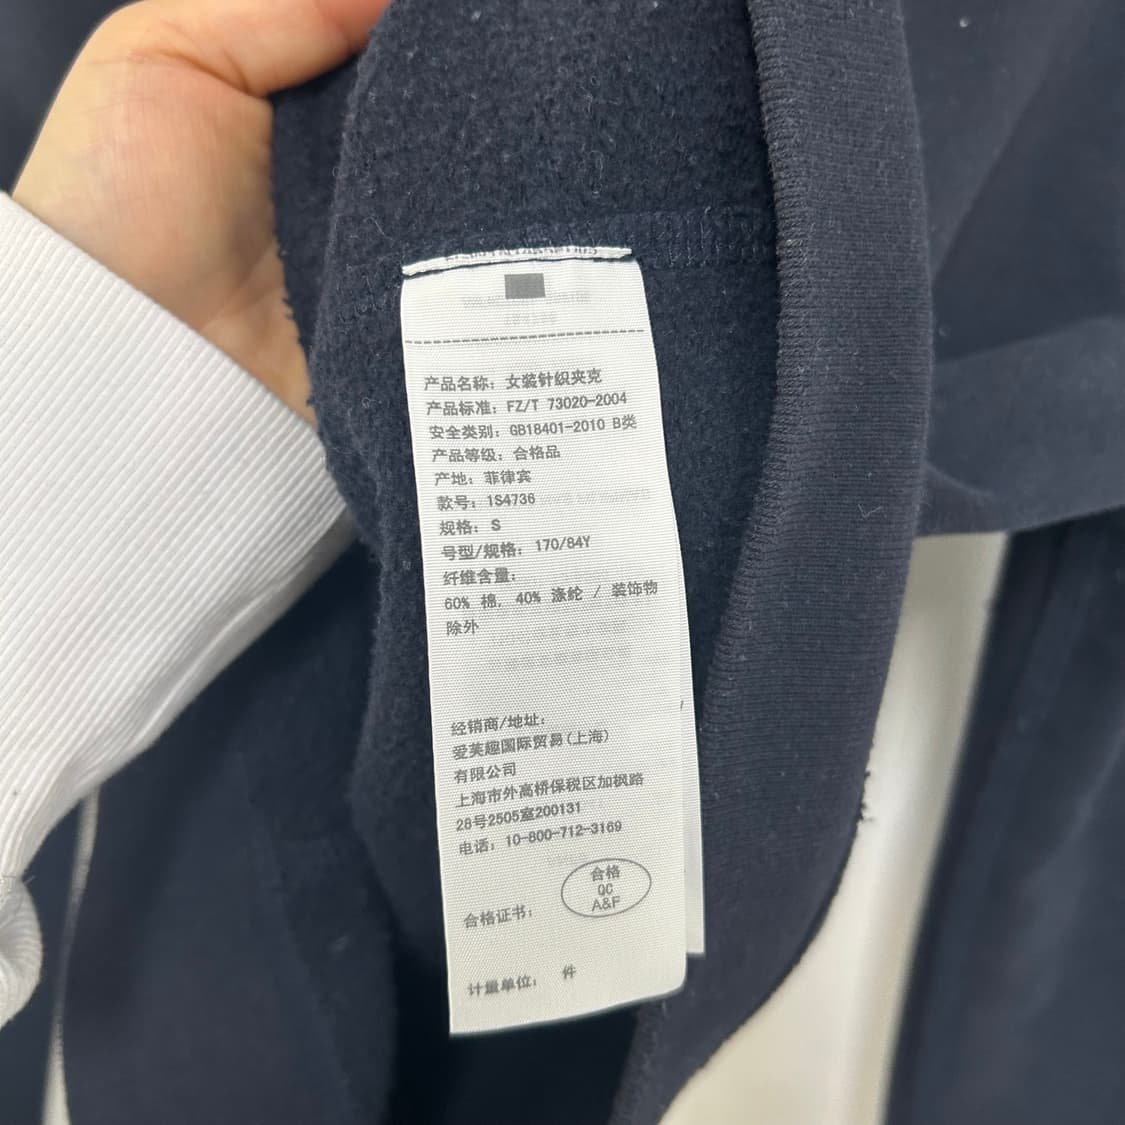 产品名称：女装针织夹克
产品标准：FZ/T 73020-2004
安全类别：GB18401-2010 B类
产品等级：合格品
产地：菲律宾
款号：1S4736
规格：S
号型/规格：170/84Y
纤维含量：
60% 棉，40% 涤纶 / 装饰物
除外
经销商/地址：
爱芙趣国际贸易(上海)
有限公司
上海市外高桥保税区加枫路
28号2505室200131
电话：10-800-712-3169
合格
QC
A&F
合格证书：
计量单位： 件